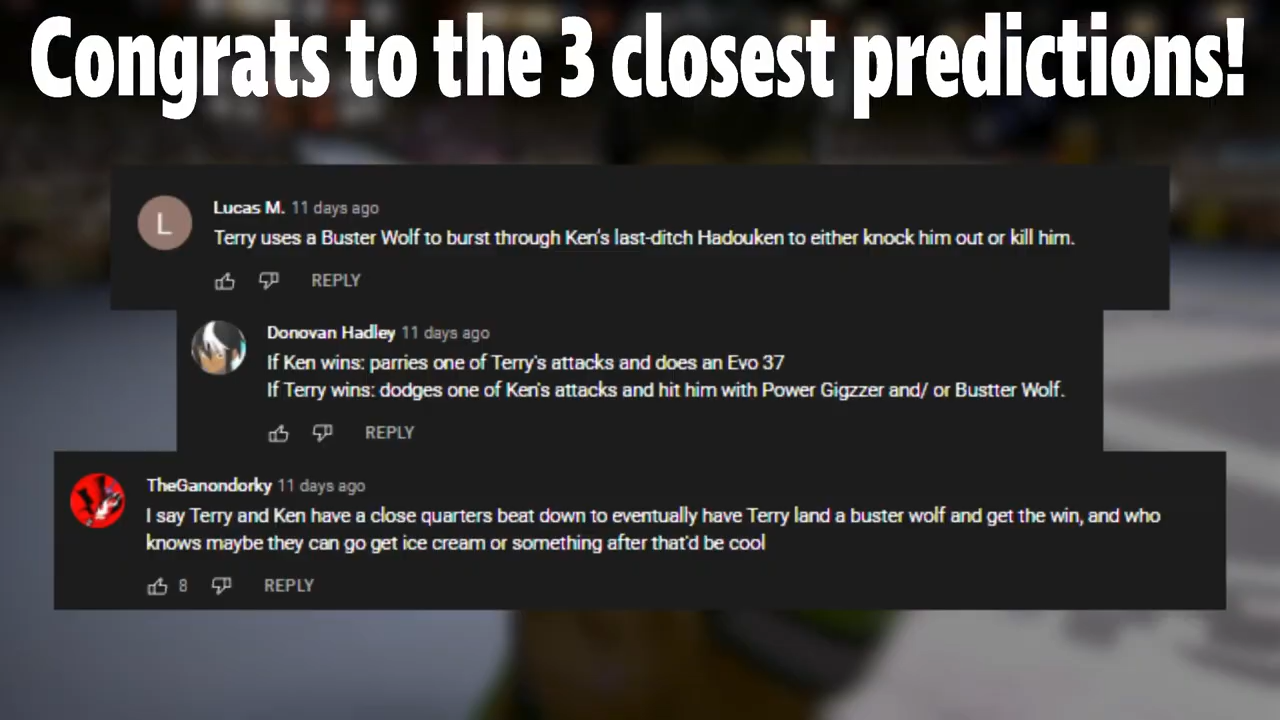 Congrats to the 3 closest predictions!
L
Lucas M. 11 days ago
Terry uses a Buster Wolf to burst through Ken's last-ditch Hadouken to either knock him out or kill him.
REPLY
Donovan Hadley 11 days ago
If Ken wins: parries one of Terry's attacks and does an Evo 37
If Terry wins: dodges one of Ken's attacks and hit him with Power Gigzzer and/ or Bustter Wolf.
REPLY
TheGanondorky 11 days ago
I say Terry and Ken have a close quarters beat down to eventually have Terry land a buster wolf and get the win, and who
knows maybe they can go get ice cream or something after that'd be cool
8 REPLY